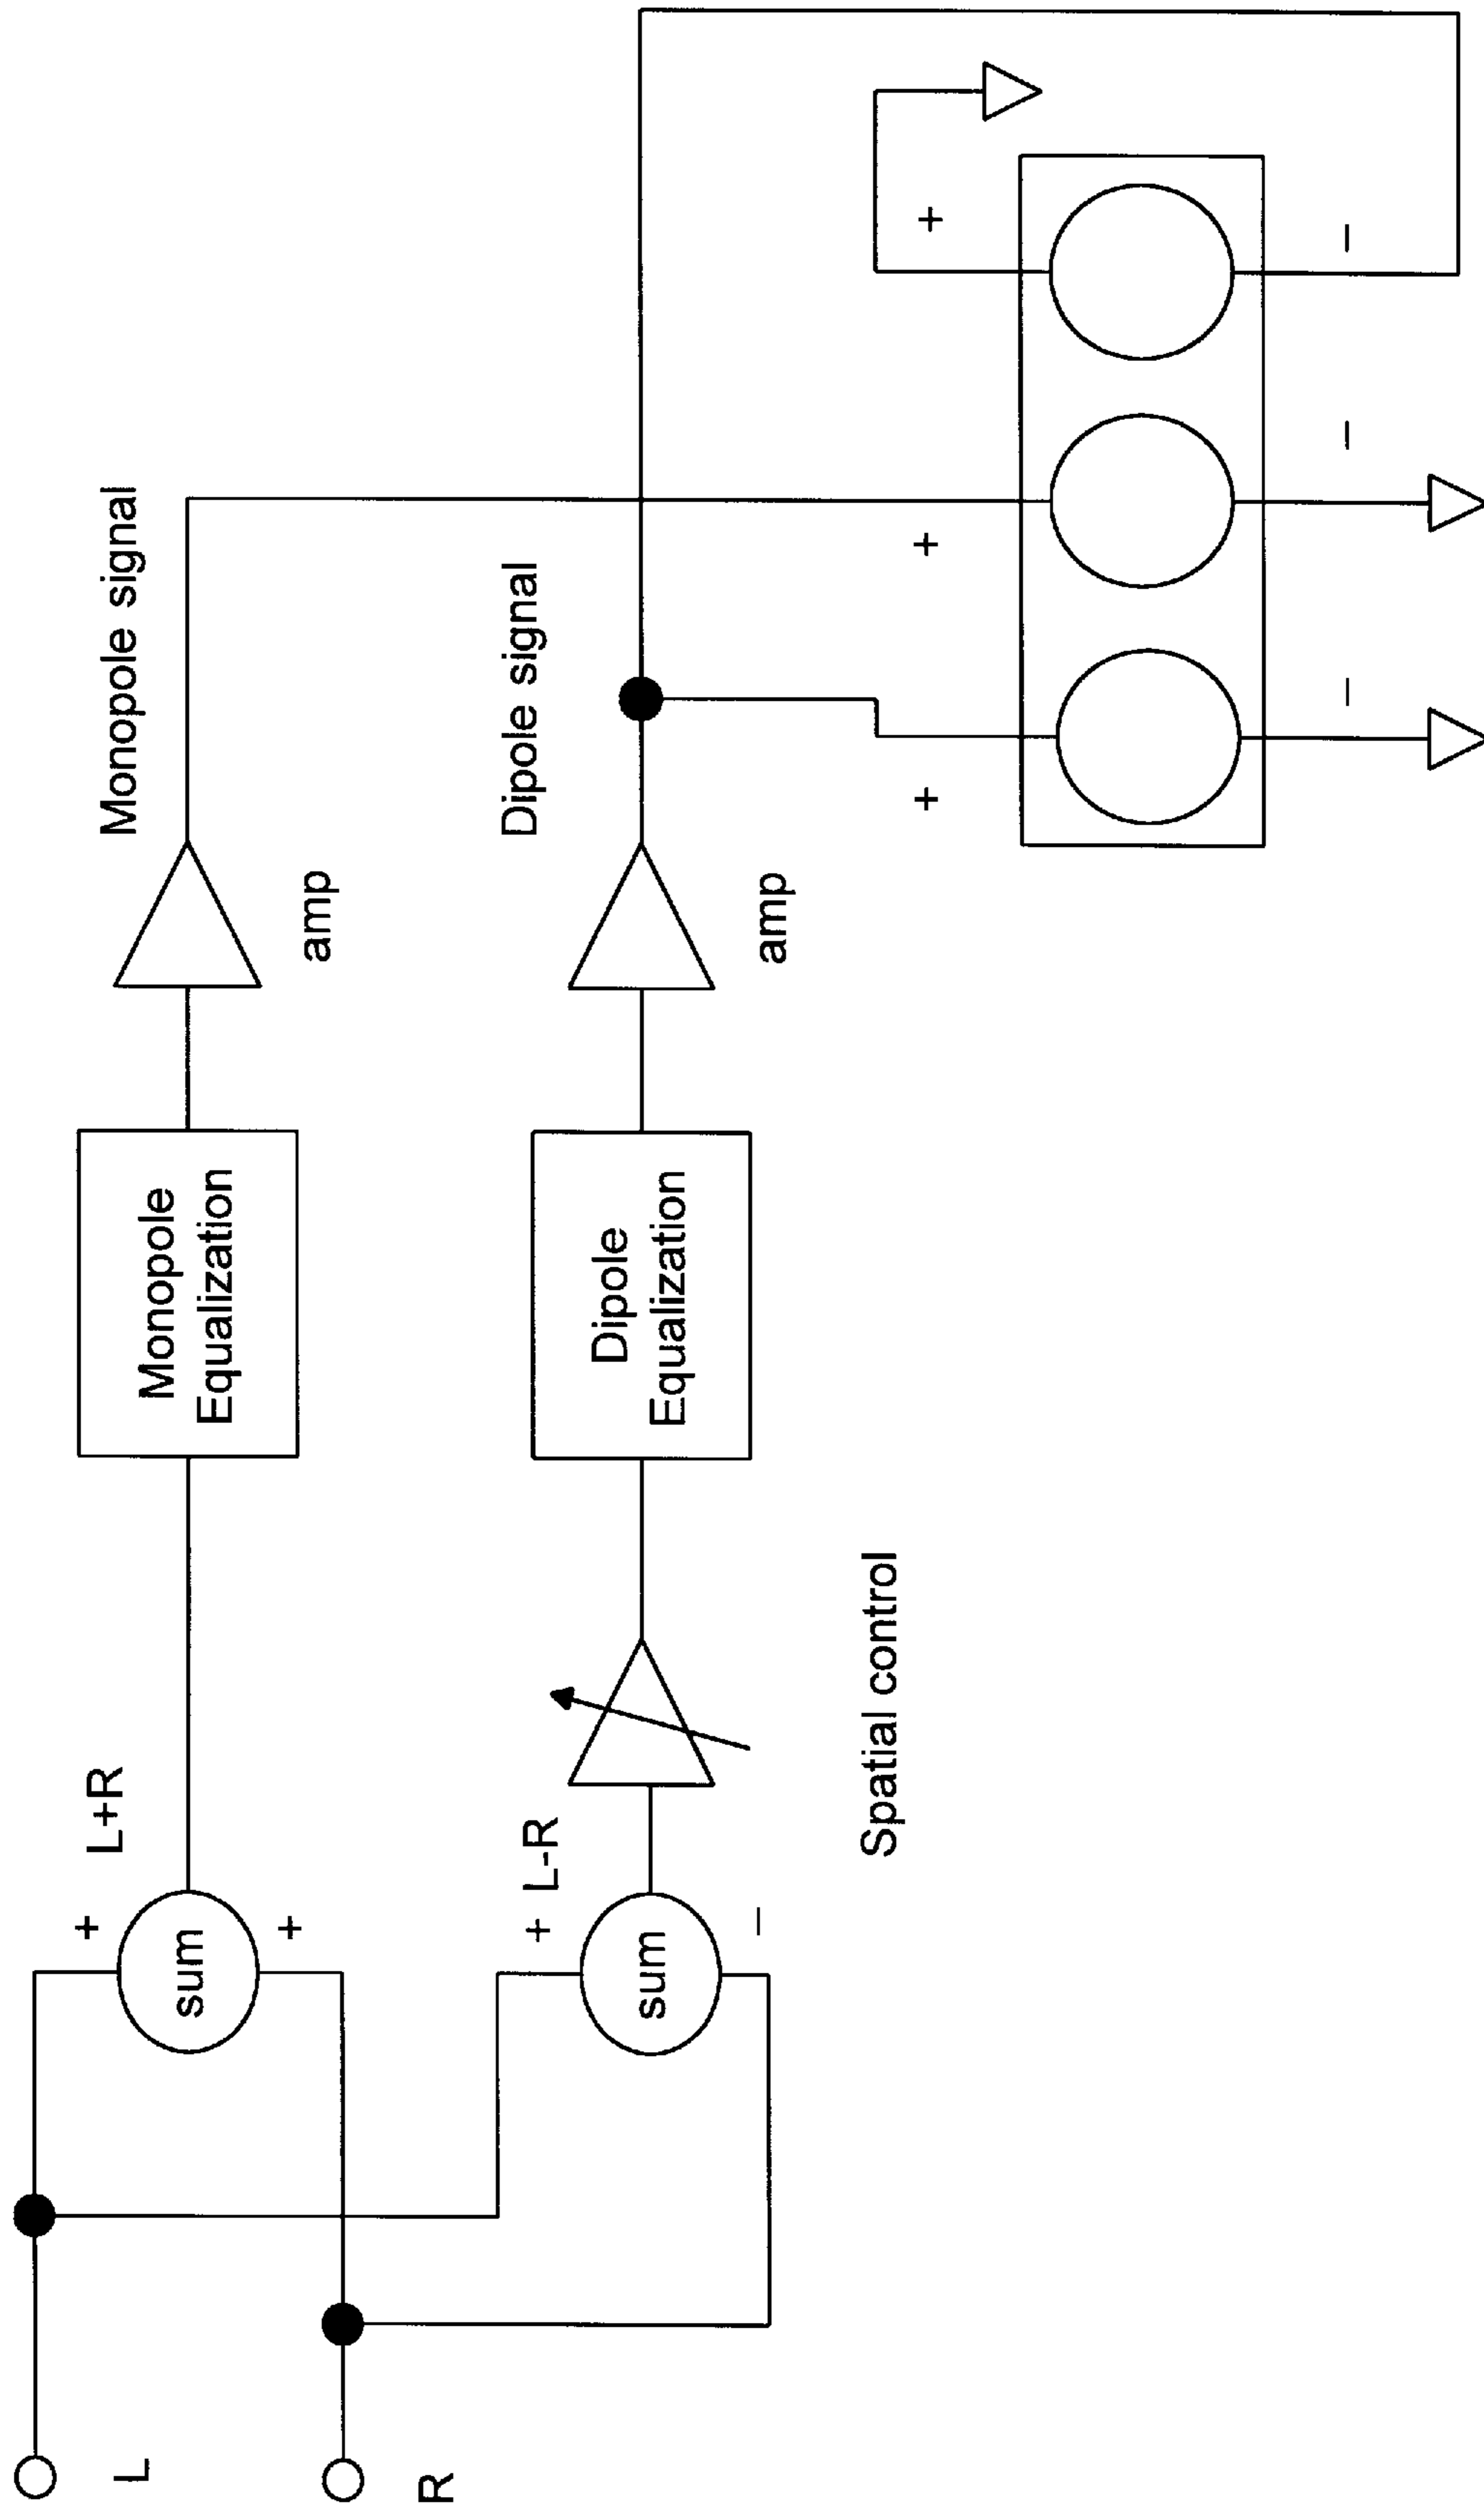 L
R
+
sum
+
L+R
+
sum
−
L-R
Spatial control
Monopole
Equalization
Dipole
Equalization
amp
amp
Monopole signal
Dipole signal
+
−
+
−
+
−